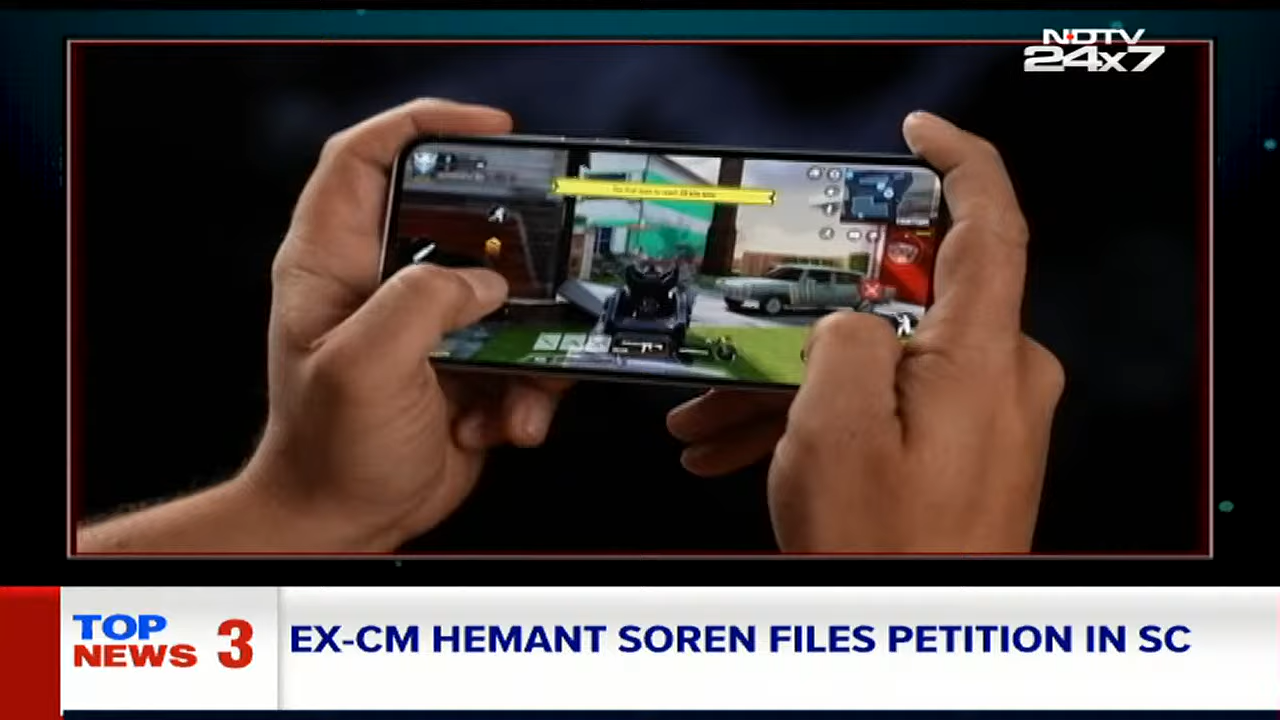 NDTV
24x7
TOP
NEWS 3
EX-CM HEMANT SOREN FILES PETITION IN SC